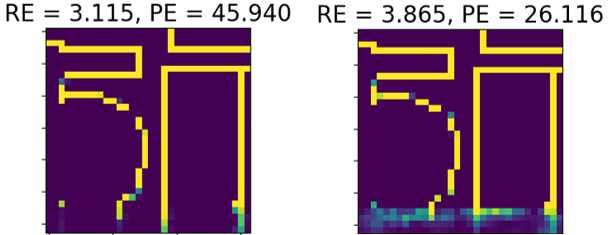 RE = 3.115, PE = 45.940
RE = 3.865, PE = 26.116